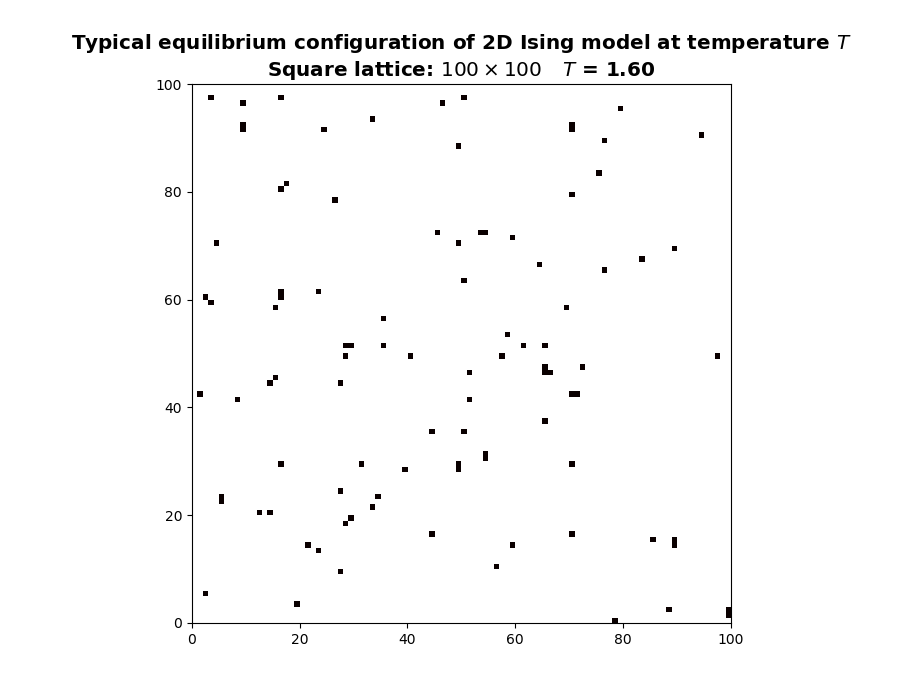 Typical equilibrium configuration of 2D Ising model at temperature T
Square lattice: 100 × 100 T = 1.60
100
80
60
40
20
0
0 20 40 60 80 100